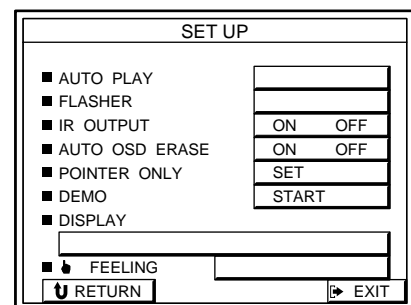 SET UP
AUTO PLAY
FLASHER
IR OUTPUT ON OFF
AUTO OSD ERASE ON OFF
POINTER ONLY SET
DEMO START
DISPLAY
FEELING
RETURN EXIT